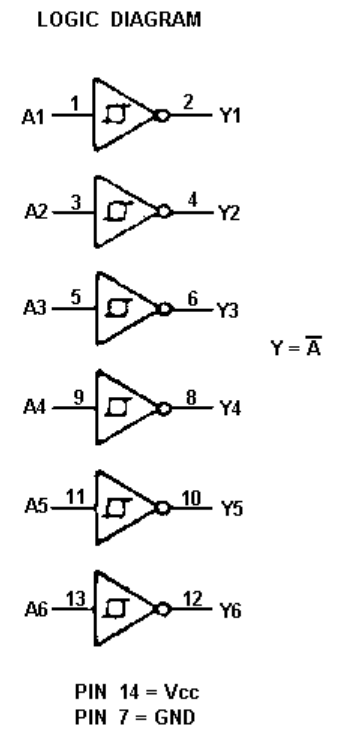 LOGIC DIAGRAM
A1 1 2 Y1
A2 3 4 Y2
A3 5 6 Y3
Y = A̅
A4 9 8 Y4
A5 11 10 Y5
A6 13 12 Y6
PIN 14 = Vcc
PIN 7 = GND